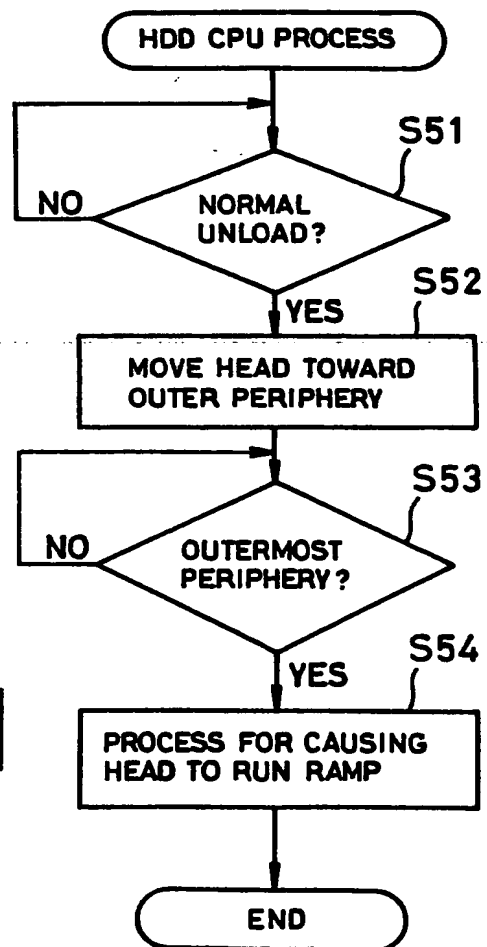 HDD CPU PROCESS
S51
NO
NORMAL
UNLOAD?
YES
S52
MOVE HEAD TOWARD
OUTER PERIPHERY
S53
NO
OUTERMOST
PERIPHERY?
YES
S54
PROCESS FOR CAUSING
HEAD TO RUN RAMP
END